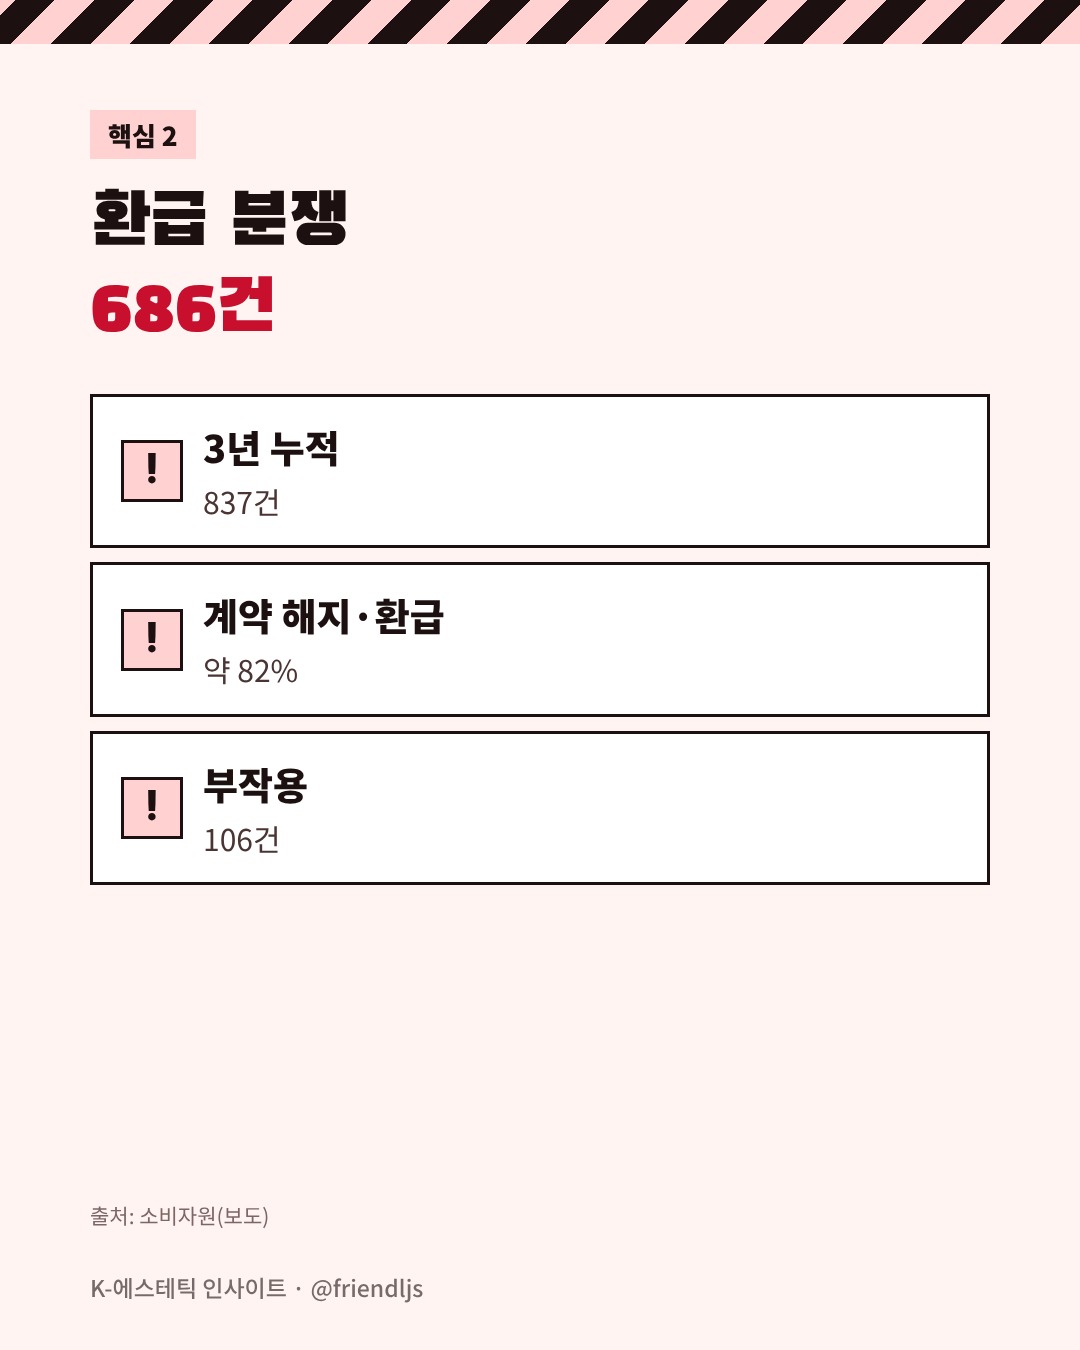 핵심 2
환급 분쟁
686건
!
3년 누적
837건
!
계약 해지·환급
약 82%
!
부작용
106건
출처: 소비자원(보도)
K-에스테틱 인사이트 · @friendljs